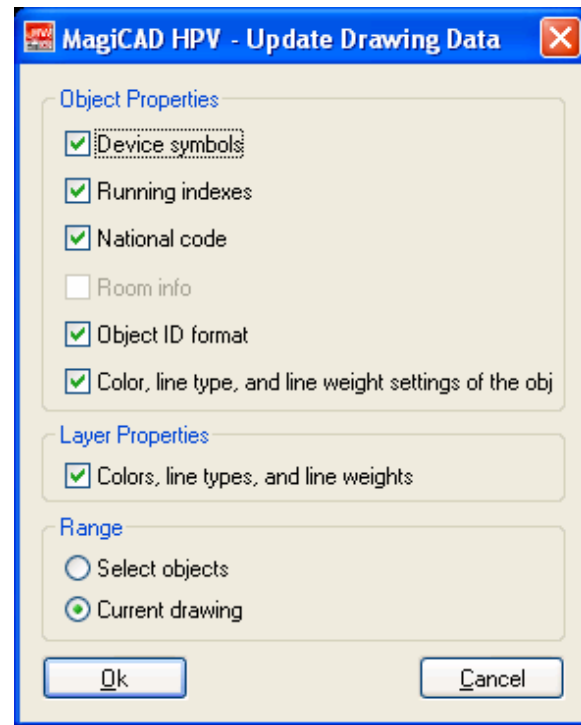 MagiCAD HPV - Update Drawing Data
Object Properties
Device symbols
Running indexes
National code
Room info
Object ID format
Color, line type, and line weight settings of the obj
Layer Properties
Colors, line types, and line weights
Range
Select objects
Current drawing
Ok
Cancel